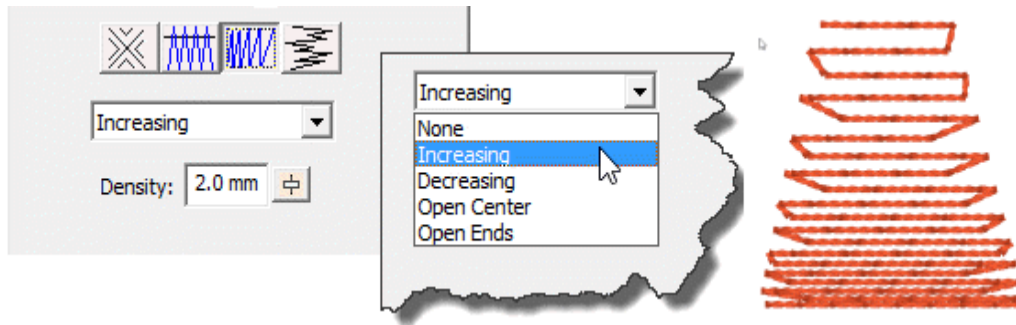 Increasing
Density: 2.0 mm
Increasing
None
Increasing
Decreasing
Open Center
Open Ends